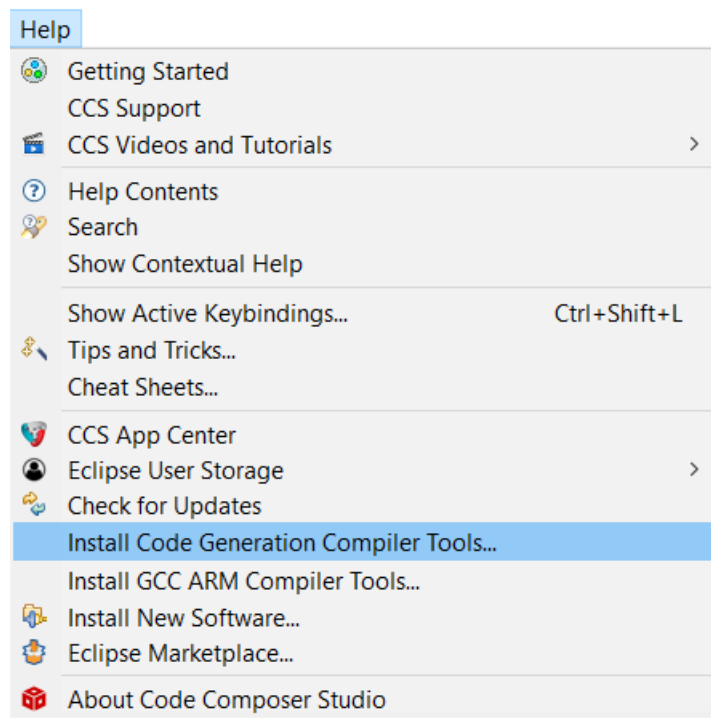 Help
Getting Started
CCS Support
CCS Videos and Tutorials
Help Contents
Search
Show Contextual Help
Show Active Keybindings... Ctrl+Shift+L
Tips and Tricks...
Cheat Sheets...
CCS App Center
Eclipse User Storage
Check for Updates
Install Code Generation Compiler Tools...
Install GCC ARM Compiler Tools...
Install New Software...
Eclipse Marketplace...
About Code Composer Studio